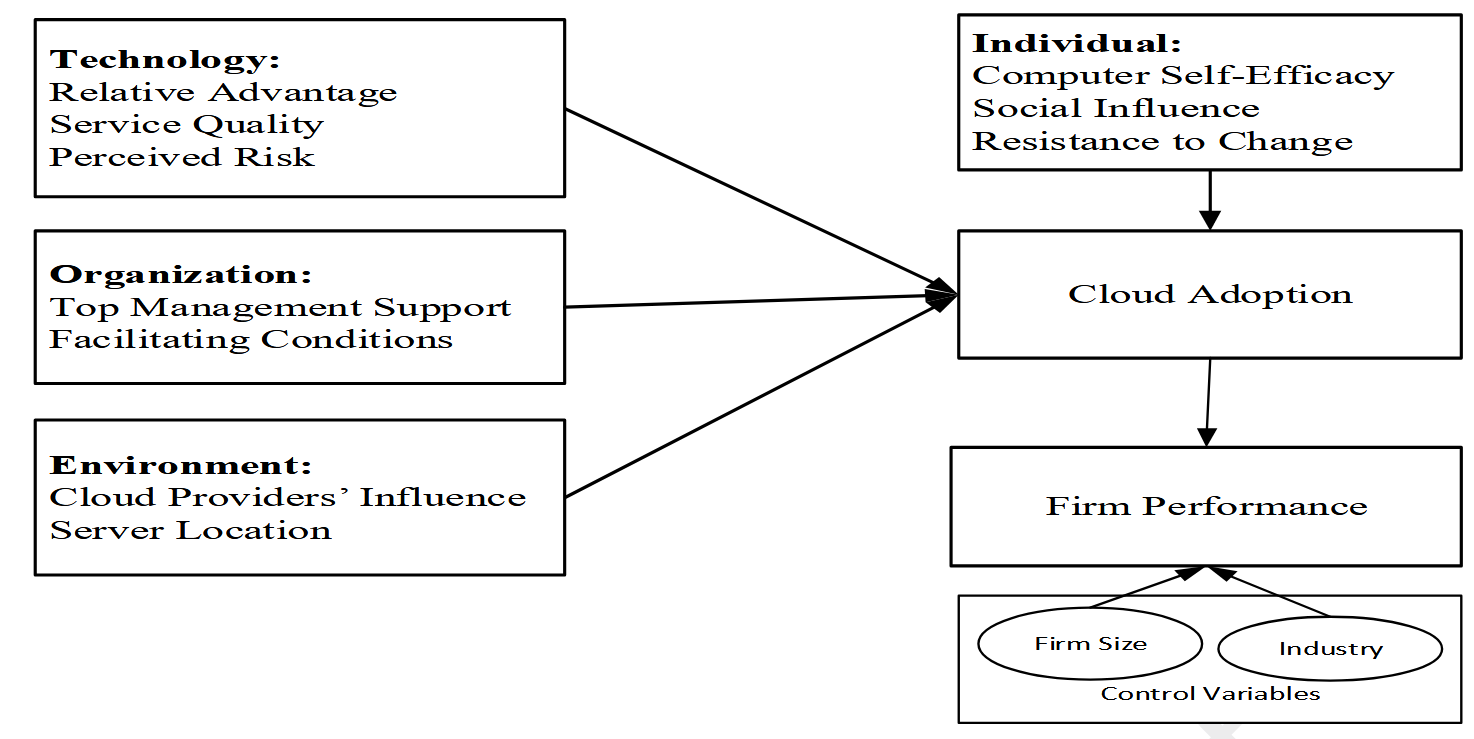 Technology:
Relative Advantage
Service Quality
Perceived Risk
Organization:
Top Management Support
Facilitating Conditions
Environment:
Cloud Providers’ Influence
Server Location
Individual:
Computer Self-Efficacy
Social Influence
Resistance to Change
Cloud Adoption
Firm Performance
Firm Size
Industry
Control Variables